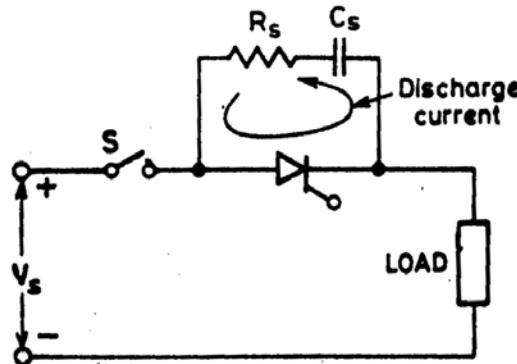 Rs Cs
Discharge
current
S
+
Vs
LOAD
−